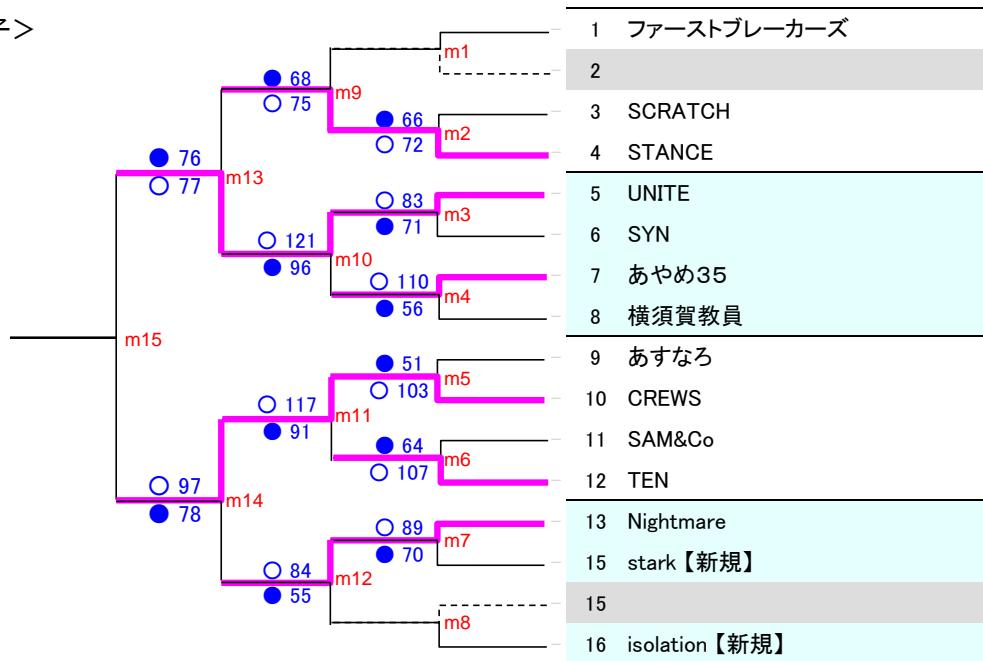 子＞
1 ファーストブレーカーズ
m1
2
● 68
○ 75
m9
3 SCRATCH
● 66
○ 72
m2
4 STANCE
● 76
○ 77
m13
5 UNITE
○ 83
● 71
m3
6 SYN
○ 121
● 96
m10
7 あやめ３５
○ 110
● 56
m4
8 横須賀教員
m15
9 あすなろ
● 51
○ 103
m5
10 CREWS
○ 117
● 91
m11
11 SAM&Co
● 64
○ 107
m6
12 TEN
○ 97
● 78
m14
13 Nightmare
○ 89
● 70
m7
15 stark【新規】
○ 84
● 55
m12
15
m8
16 isolation【新規】